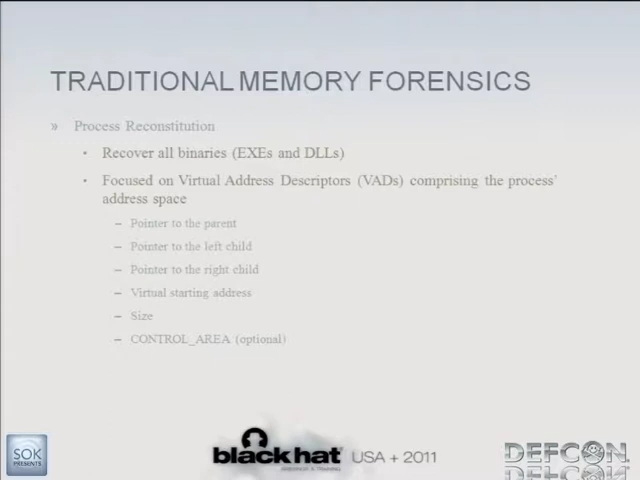 TRADITIONAL MEMORY FORENSICS
» Process Reconstitution
• Recover all binaries (EXEs and DLLs)
• Focused on Virtual Address Descriptors (VADs) comprising the process'
address space
– Pointer to the parent
– Pointer to the left child
– Pointer to the right child
– Virtual starting address
– Size
– CONTROL_AREA (optional)
SOK
PRESENTS
black hat USA + 2011
DEFCON